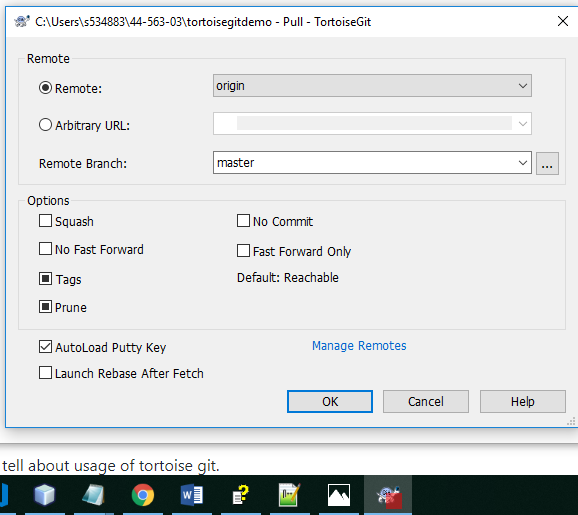 C:\Users\s534883\44-563-03\tortoisegitdemo - Pull - TortoiseGit
Remote
Remote: origin
Arbitrary URL:
Remote Branch: master ...
Options
Squash No Commit
No Fast Forward Fast Forward Only
Tags Default: Reachable
Prune
AutoLoad Putty Key Manage Remotes
Launch Rebase After Fetch
OK Cancel Help
tell about usage of tortoise git.